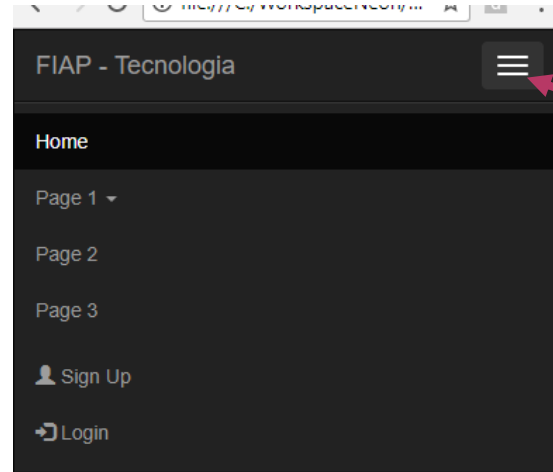 FIAP - Tecnologia
Home
Page 1
Page 2
Page 3
Sign Up
Login